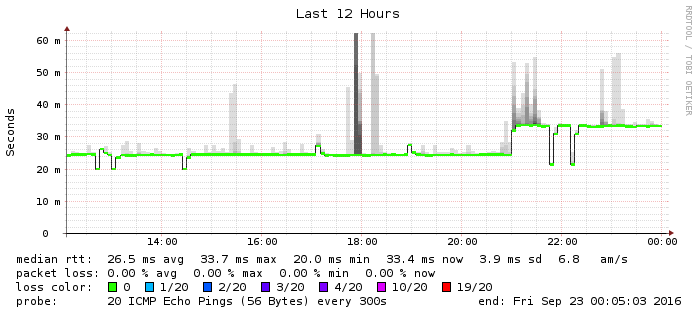 Last 12 Hours
RRDTOOL / TOBI OETIKER
Seconds
60 m
50 m
40 m
30 m
20 m
10 m
0
14:00 16:00 18:00 20:00 22:00 00:00
median rtt: 26.5 ms avg 33.7 ms max 20.0 ms min 33.4 ms now 3.9 ms sd 6.8 am/s
packet loss: 0.00 % avg 0.00 % max 0.00 % min 0.00 % now
loss color: 0 1/20 2/20 3/20 4/20 10/20 19/20
probe: 20 ICMP Echo Pings (56 Bytes) every 300s end: Fri Sep 23 00:05:03 2016